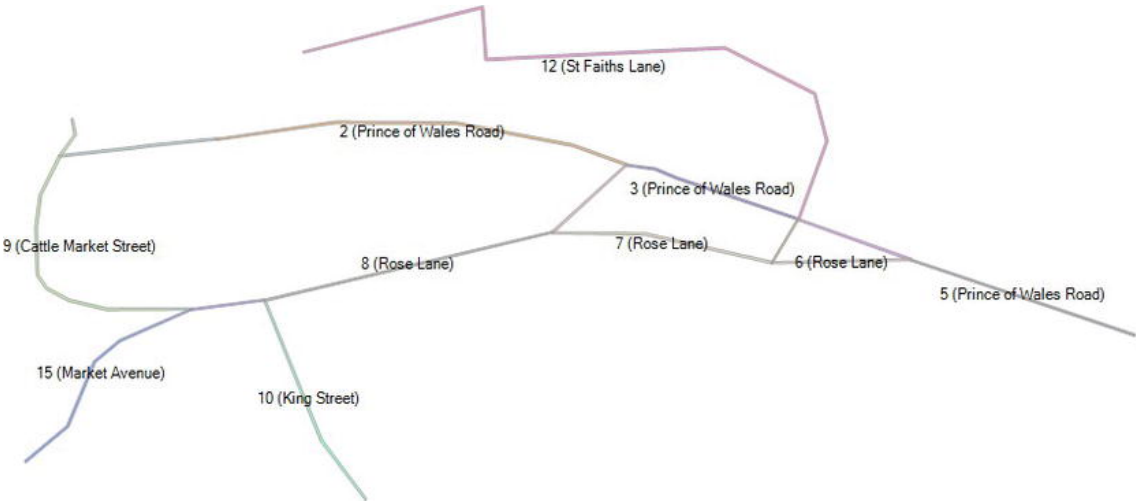 12 (St Faiths Lane)
2 (Prince of Wales Road)
3 (Prince of Wales Road)
9 (Cattle Market Street)
7 (Rose Lane)
8 (Rose Lane)
6 (Rose Lane)
5 (Prince of Wales Road)
15 (Market Avenue)
10 (King Street)